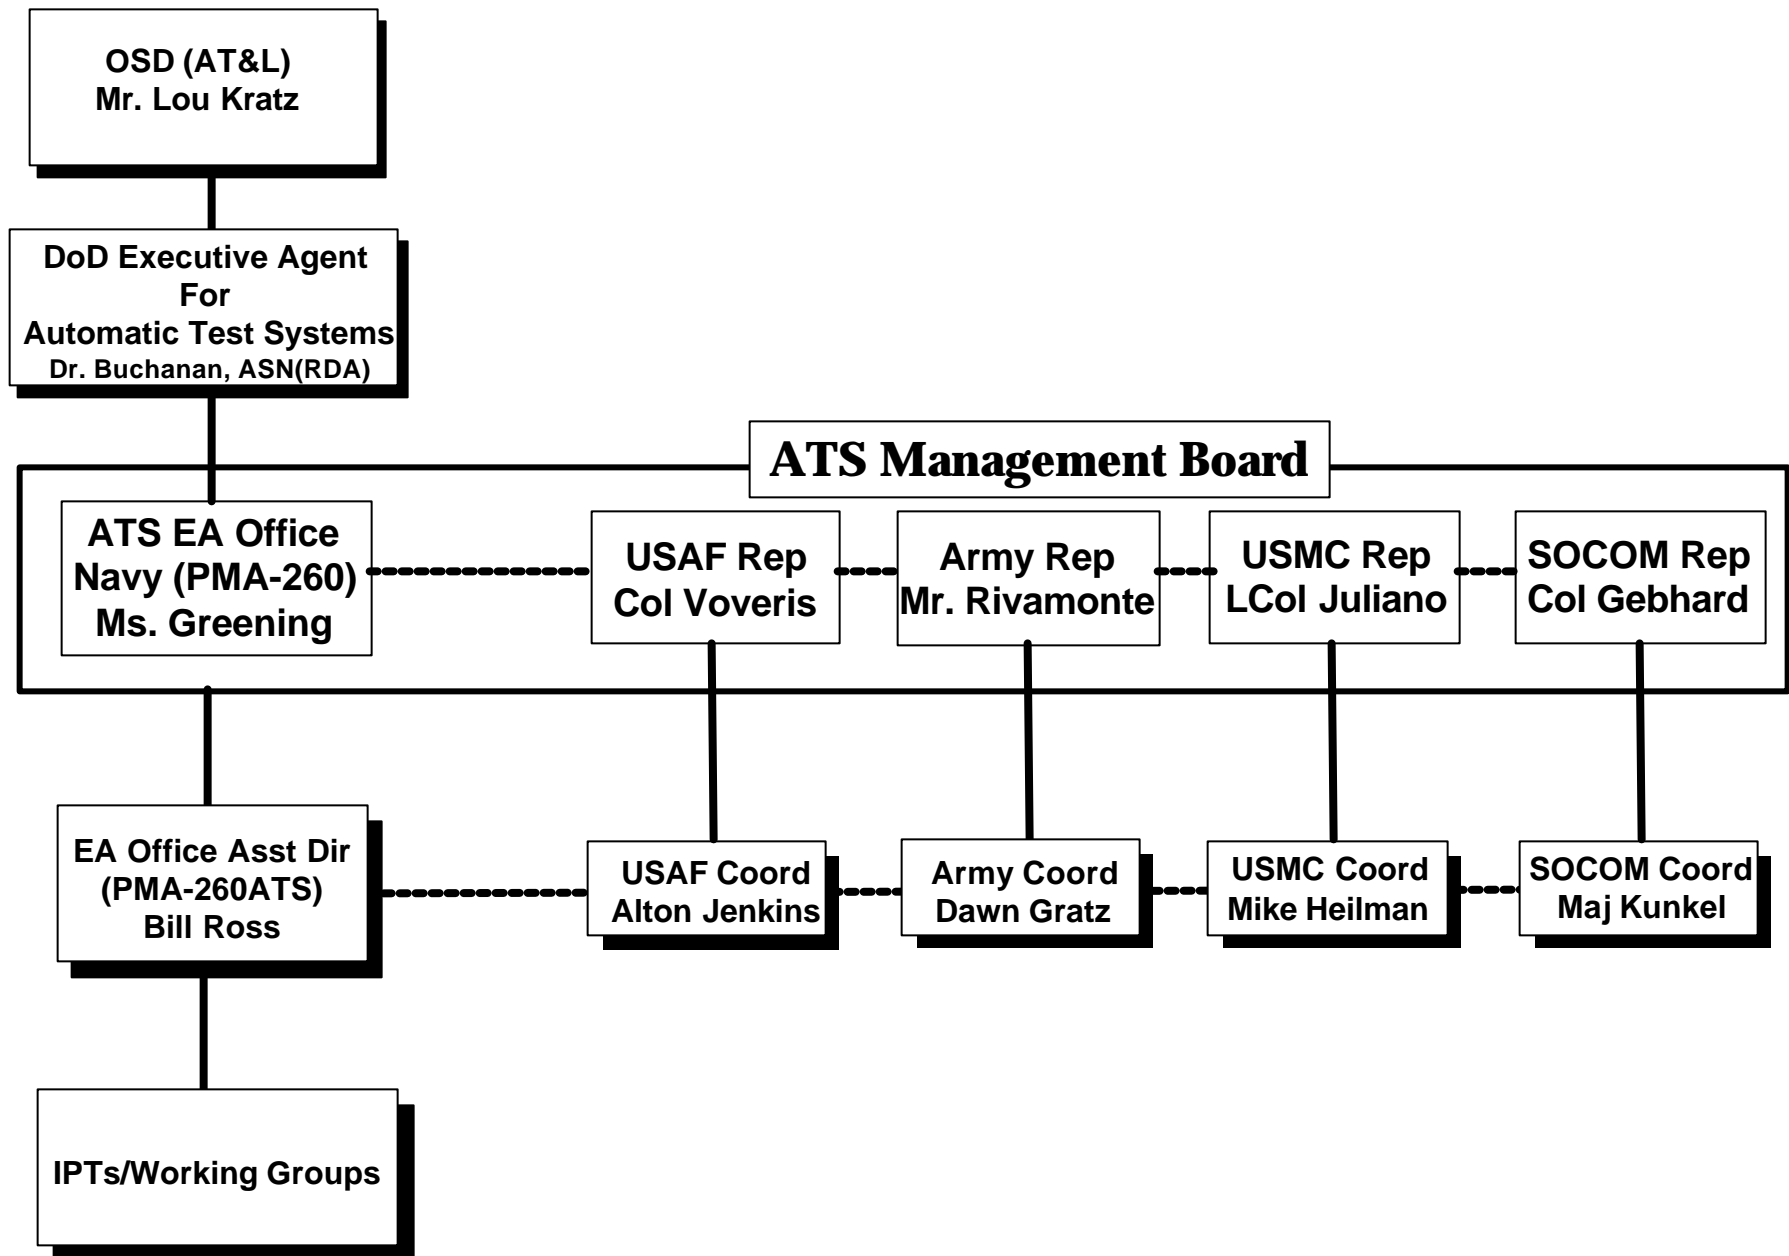 OSD (AT&L)
Mr. Lou Kratz
DoD Executive Agent
For
Automatic Test Systems
Dr. Buchanan, ASN(RDA)
ATS Management Board
ATS EA Office
Navy (PMA-260)
Ms. Greening
USAF Rep
Col Voveris
Army Rep
Mr. Rivamonte
USMC Rep
LCol Juliano
SOCOM Rep
Col Gebhard
EA Office Asst Dir
(PMA-260ATS)
Bill Ross
USAF Coord
Alton Jenkins
Army Coord
Dawn Gratz
USMC Coord
Mike Heilman
SOCOM Coord
Maj Kunkel
IPTs/Working Groups